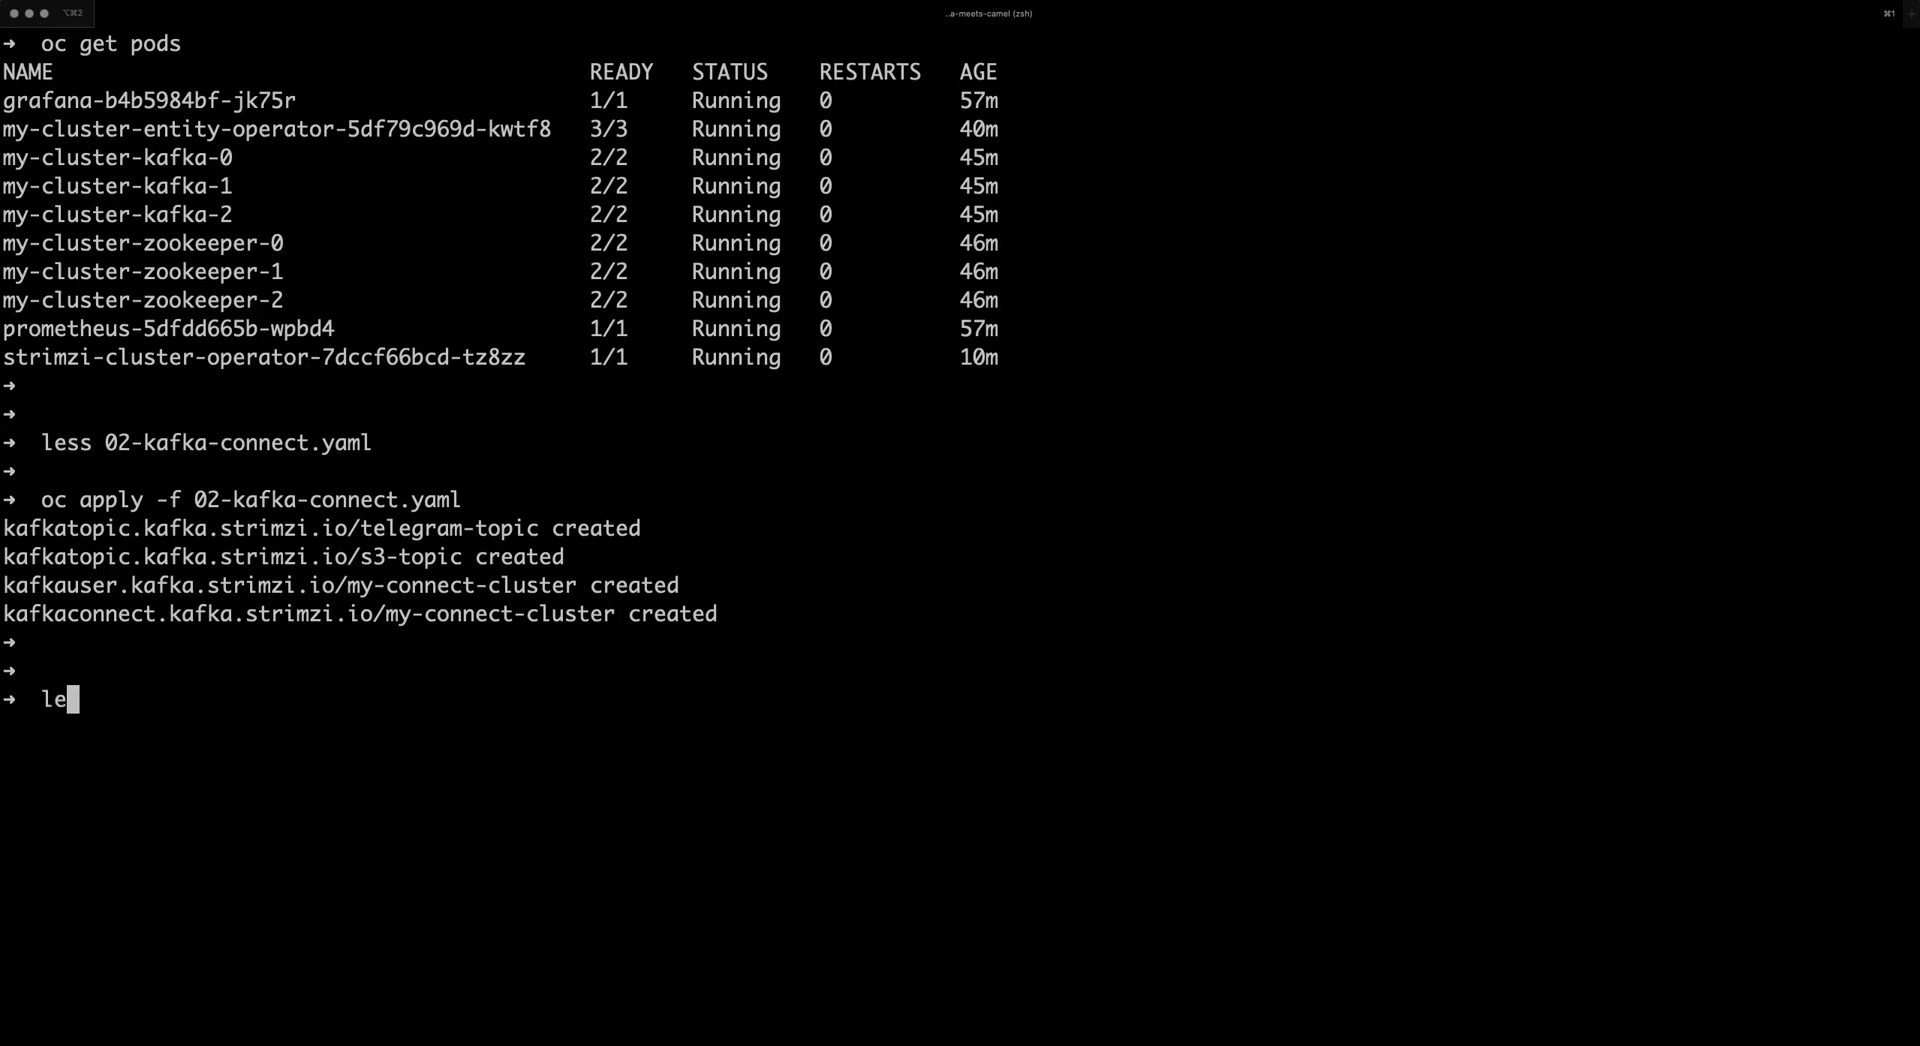 ⌥⌘2 ..a-meets-camel (zsh) ⌘1 +
➜ oc get pods
NAME READY STATUS RESTARTS AGE
grafana-b4b5984bf-jk75r 1/1 Running 0 57m
my-cluster-entity-operator-5df79c969d-kwtf8 3/3 Running 0 40m
my-cluster-kafka-0 2/2 Running 0 45m
my-cluster-kafka-1 2/2 Running 0 45m
my-cluster-kafka-2 2/2 Running 0 45m
my-cluster-zookeeper-0 2/2 Running 0 46m
my-cluster-zookeeper-1 2/2 Running 0 46m
my-cluster-zookeeper-2 2/2 Running 0 46m
prometheus-5dfdd665b-wpbd4 1/1 Running 0 57m
strimzi-cluster-operator-7dccf66bcd-tz8zz 1/1 Running 0 10m
➜
➜
➜ less 02-kafka-connect.yaml
➜
➜ oc apply -f 02-kafka-connect.yaml
kafkatopic.kafka.strimzi.io/telegram-topic created
kafkatopic.kafka.strimzi.io/s3-topic created
kafkauser.kafka.strimzi.io/my-connect-cluster created
kafkaconnect.kafka.strimzi.io/my-connect-cluster created
➜
➜
➜ le